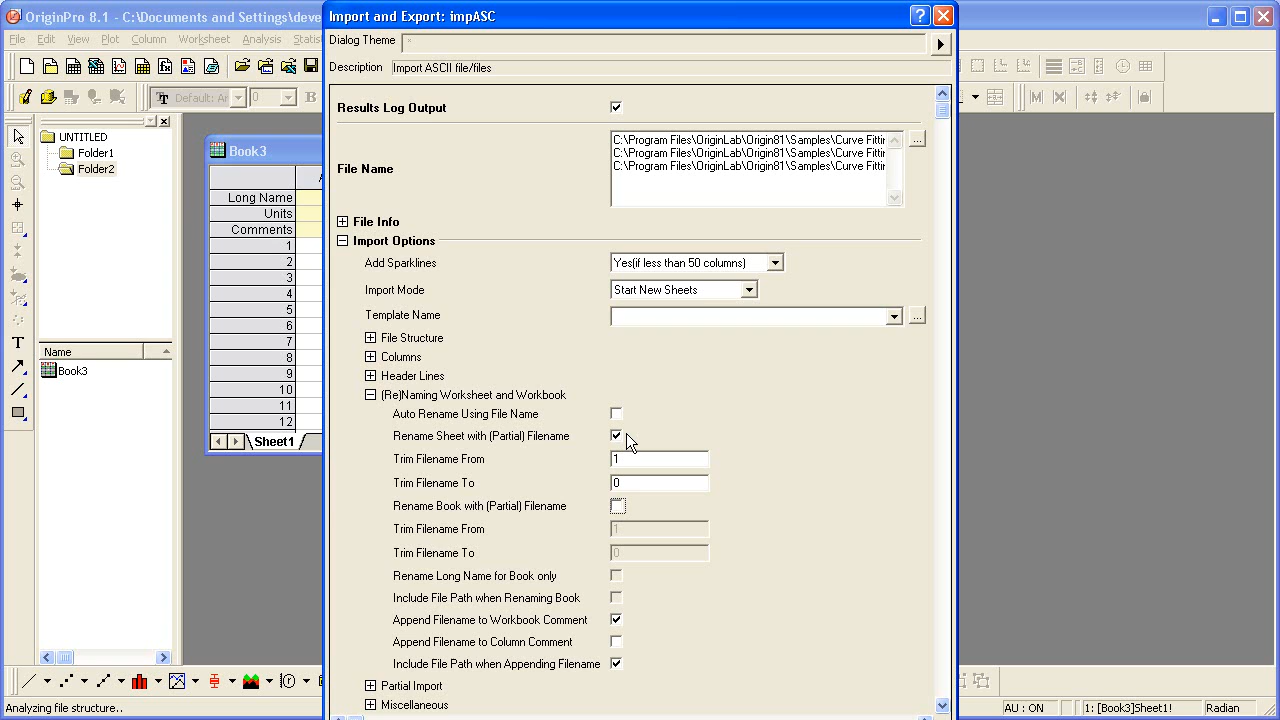 OriginPro 8.1 - C:\Documents and Settings\deve
File Edit View Plot Column Worksheet Analysis Statis
Default: Ar 0 B
UNTITLED
Folder1
Folder2
Name
Book3
Book3
Long Name
Units
Comments
1
2
3
4
5
6
7
8
9
10
11
12
Sheet1
Import and Export: impASC
Dialog Theme *
Description Import ASCII file/files
Results Log Output
File Name
C:\Program Files\OriginLab\Origin81\Samples\Curve Fittin
C:\Program Files\OriginLab\Origin81\Samples\Curve Fittin
C:\Program Files\OriginLab\Origin81\Samples\Curve Fittin
...
File Info
Import Options
Add Sparklines Yes(if less than 50 columns)
Import Mode Start New Sheets
Template Name ...
File Structure
Columns
Header Lines
(Re)Naming Worksheet and Workbook
Auto Rename Using File Name
Rename Sheet with (Partial) Filename
Trim Filename From 1
Trim Filename To 0
Rename Book with (Partial) Filename
Trim Filename From 1
Trim Filename To 0
Rename Long Name for Book only
Include File Path when Renaming Book
Append Filename to Workbook Comment
Append Filename to Column Comment
Include File Path when Appending Filename
Partial Import
Miscellaneous
Analyzing file structure..
AU : ON 1: [Book3]Sheet1! Radian